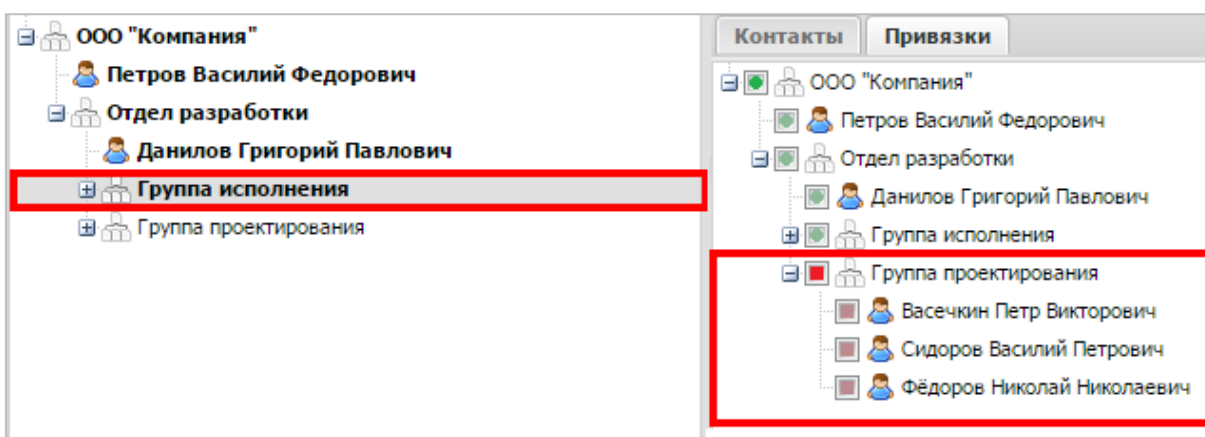 ООО "Компания"
Петров Василий Федорович
Отдел разработки
Данилов Григорий Павлович
Группа исполнения
Группа проектирования
Контакты Привязки
ООО "Компания"
Петров Василий Федорович
Отдел разработки
Данилов Григорий Павлович
Группа исполнения
Группа проектирования
Васечкин Петр Викторович
Сидоров Василий Петрович
Фёдоров Николай Николаевич